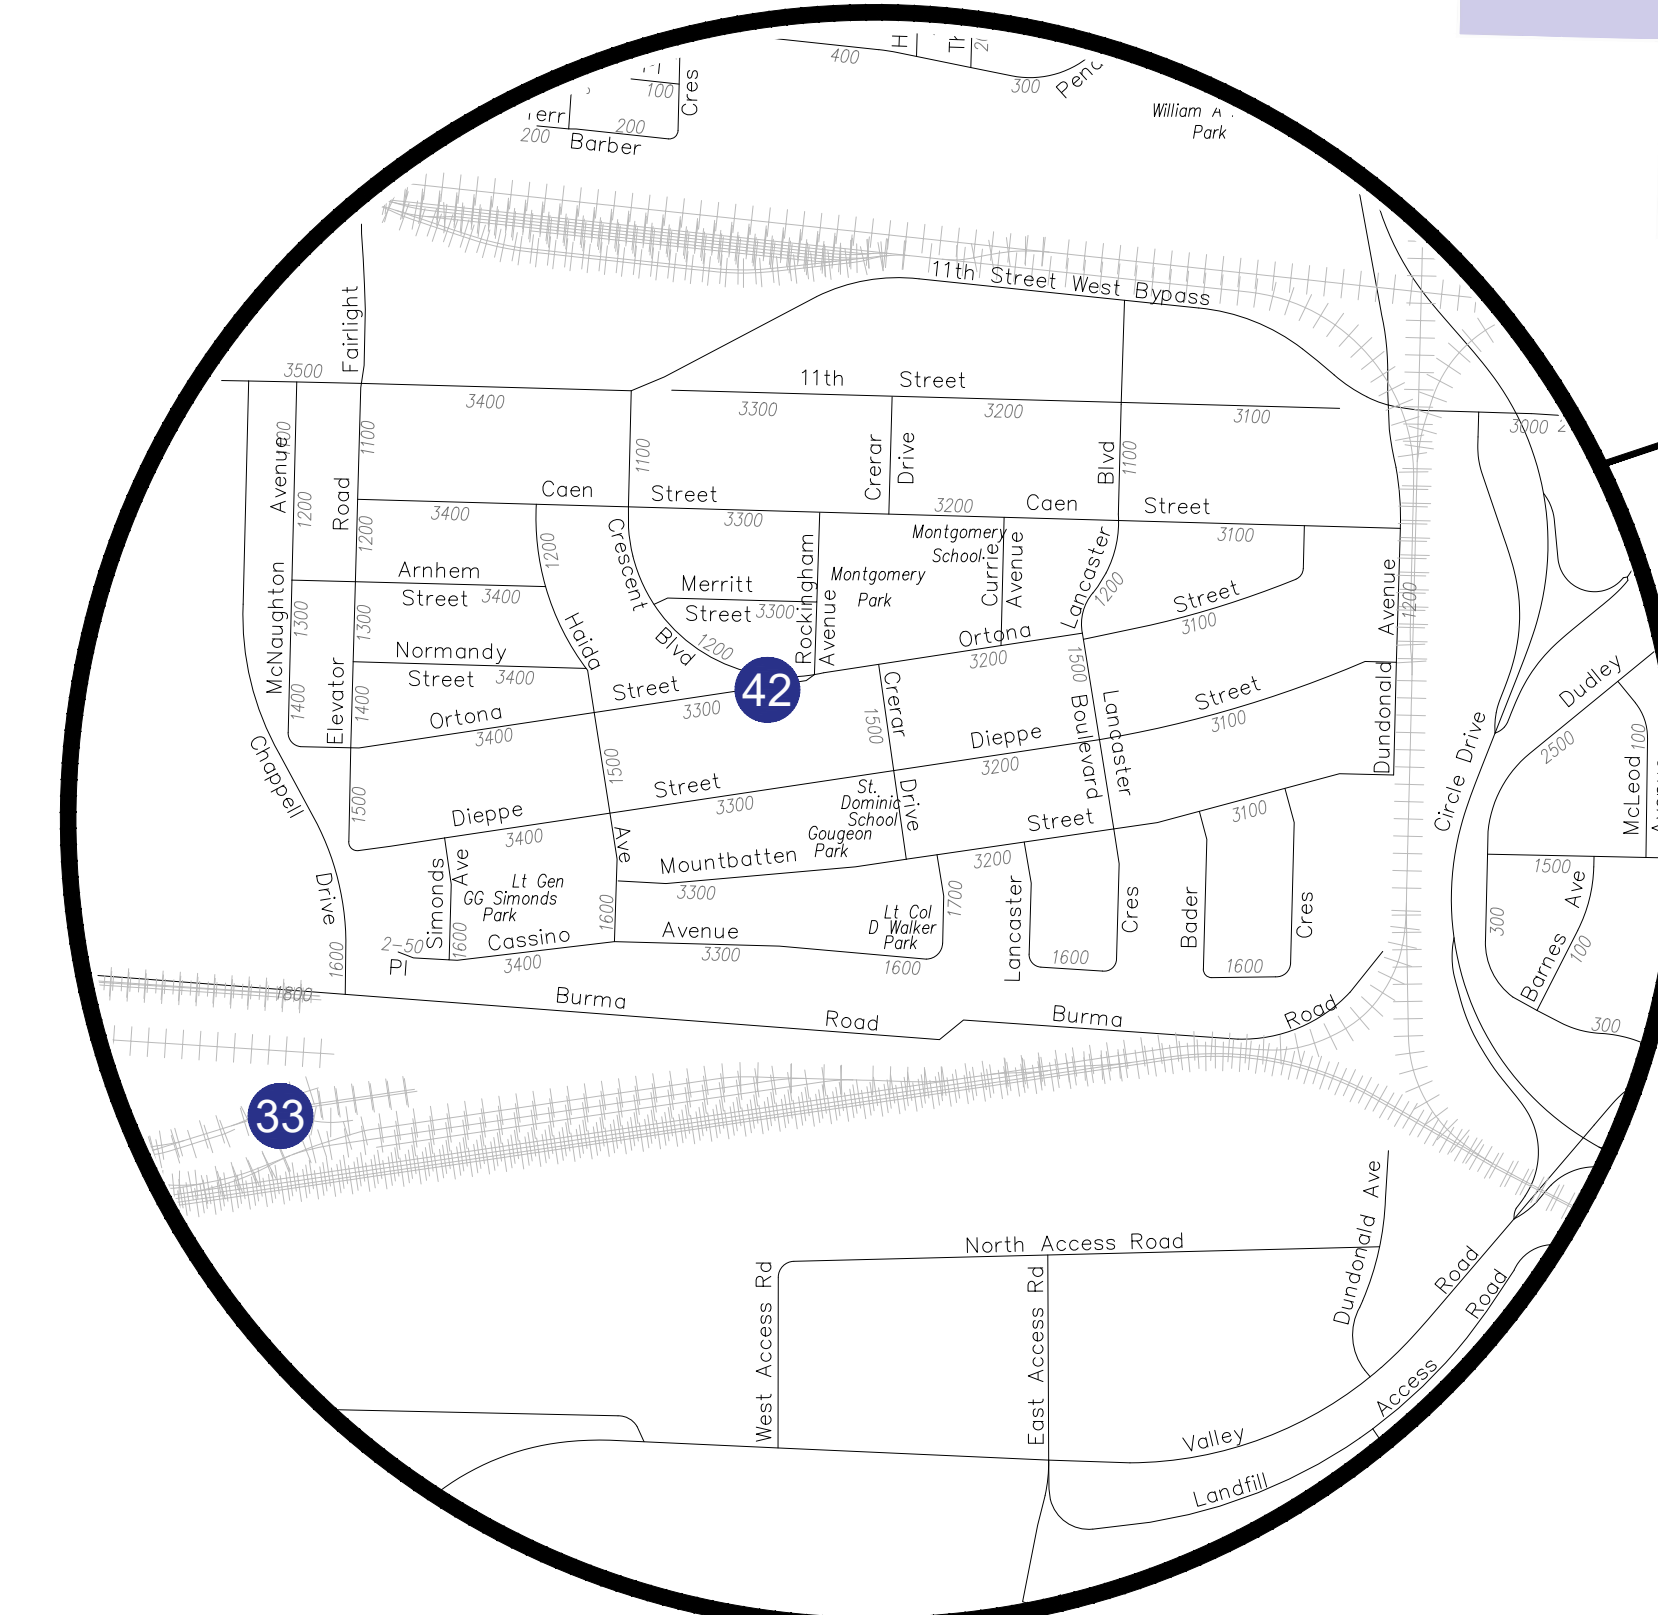 400
300
H
100
Cres
200
200
Barber
William A
Park
11th Street West Bypass
Fairlight
3500
3400
11th Street
3300
3200
3100
3000
McNaughton Avenue
1200
1300
1400
Elevator Road
1100
1200
1300
1400
1500
Caen Street
3400
3300
1100
Crerar Drive
Caen Street
3200
3100
Blvd
1100
Lancaster
1200
Arnhem
Street 3400
Normandy
Street 3400
1200
Haida
Crescent
Blvd
1200
Merritt
Street 3300
Rockingham
Avenue
Montgomery
School
Montgomery
Park
Currie
Avenue
Ortona Street
3400
3300
42
Ortona Street
3200
3100
Dundonald Avenue
1200
Crerar
Drive
1500
1500
Boulevard
Lancaster
Dieppe Street
3400
3300
Dieppe Street
3200
3100
1500
Ave
1600
St.
Dominic
School
Gougeon
Park
Mountbatten Street
3300
3200
3100
Chappell
Drive
1600
Simonds
Ave
1600
Lt Gen
GG Simonds
Park
Cassino Avenue
2-50
Pl
3400
3300
1600
1700
Lt Col
D Walker
Park
Lancaster
Cres
1600
Bader
Cres
1600
1800
Burma Road
Burma Road
33
Circle Drive
Dudley
2500
McLeod
100
1500
300
Barnes Ave
100
300
North Access Road
West Access Rd
East Access Rd
Dundonald Ave
Valley Road
Landfill Access Road